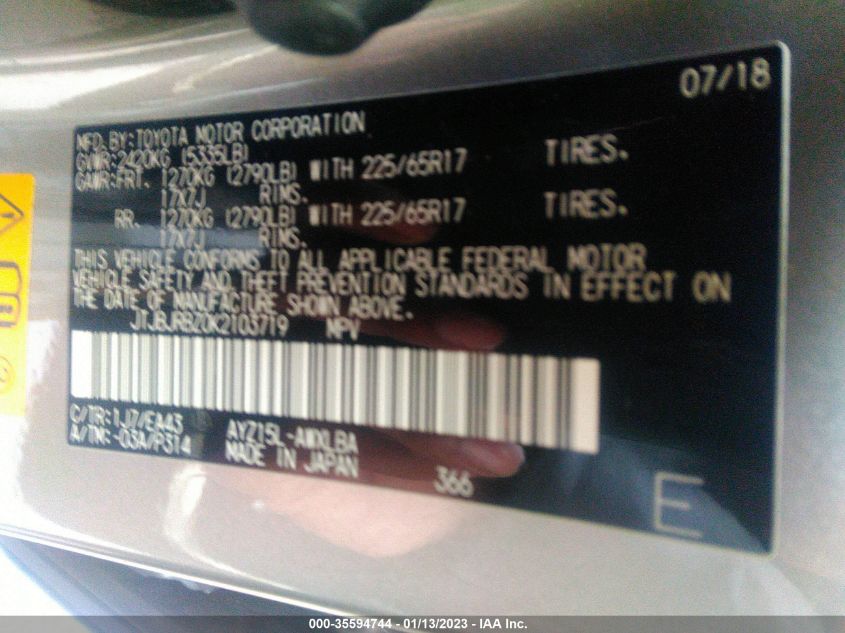 07/18
MFD. BY: TOYOTA MOTOR CORPORATION
GVWR: 2420KG (5335LB)
GAWR: FRT. 1270KG (2790LB) WITH 225/65R17 TIRES.
17X7J RIMS.
RR. 1270KG (2790LB) WITH 225/65R17 TIRES.
17X7J RIMS.
THIS VEHICLE CONFORMS TO ALL APPLICABLE FEDERAL MOTOR
VEHICLE SAFETY AND THEFT PREVENTION STANDARDS IN EFFECT ON
THE DATE OF MANUFACTURE SHOWN ABOVE.
JTJBJRBZ0K2103719 MPV
C/TR: 1J7/EA43 AYZ15L-AWXLBA
A/TM: -03A/P314 MADE IN JAPAN 366
E
000-35594744 - 01/13/2023 - IAA Inc.